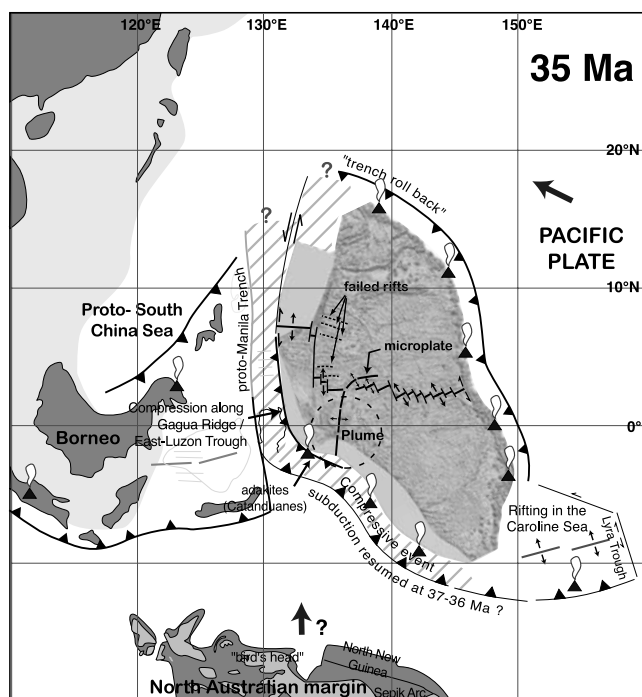 120°E
130°E
140°E
150°E
35 Ma
20°N
?
"trench roll back"
?
PACIFIC
PLATE
10°N
failed rifts
Proto- South
China Sea
proto-Manila Trench
microplate
Compression along
Gagua Ridge /
East-Luzon Trough
0°
Borneo
Plume
adakites
(Catanduanes)
Compressive event
subduction resumed at 37-36 Ma ?
Rifting in the
Caroline Sea
Lyra Trough
?
"bird's head"
North New
Guinea
North Australian margin
Sepik Arc